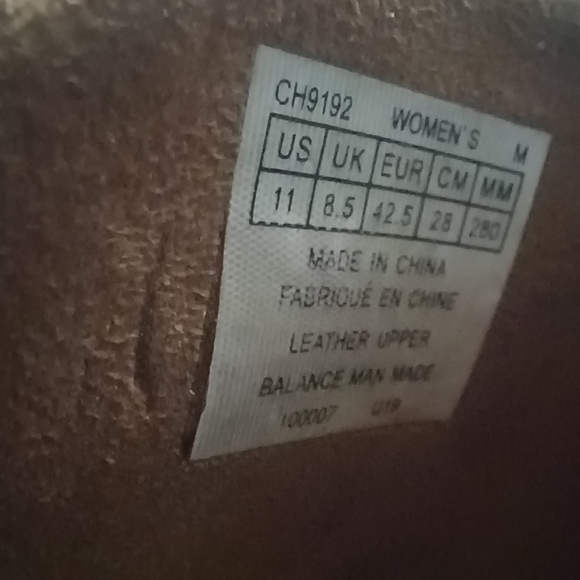 CH9192 WOMEN'S M
US UK EUR CM MM
11 8.5 42.5 28 280
MADE IN CHINA
FABRIQUÉ EN CHINE
LEATHER UPPER
BALANCE MAN MADE
100007 U19